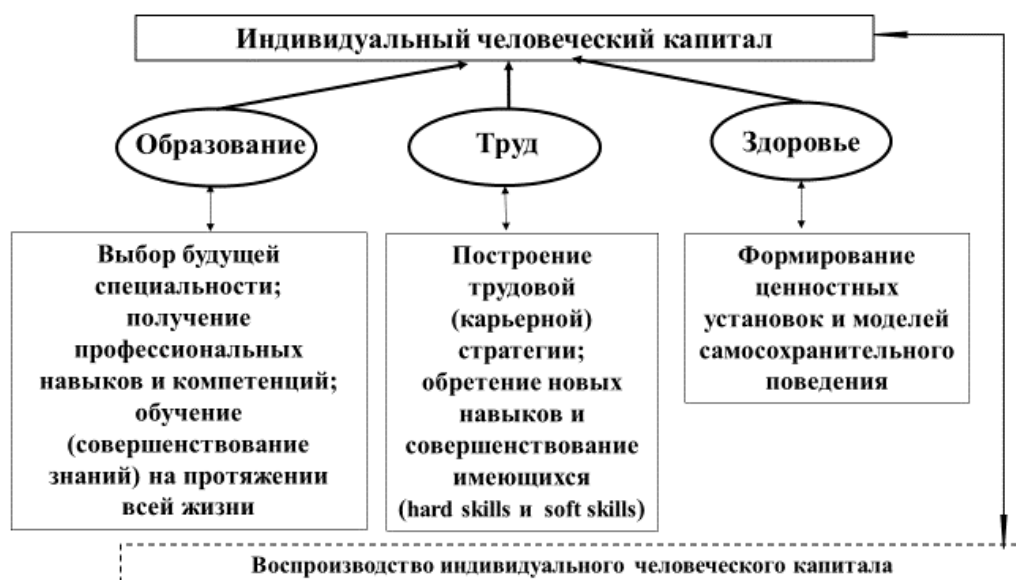 Индивидуальный человеческий капитал
Образование
Труд
Здоровье
Выбор будущей
специальности;
получение
профессиональных
навыков и компетенций;
обучение
(совершенствование
знаний) на протяжении
всей жизни
Построение
трудовой
(карьерной)
стратегии;
обретение новых
навыков и
совершенствование
имеющихся
(hard skills и soft skills)
Формирование
ценностных
установок и моделей
самосохранительного
поведения
Воспроизводство индивидуального человеческого капитала